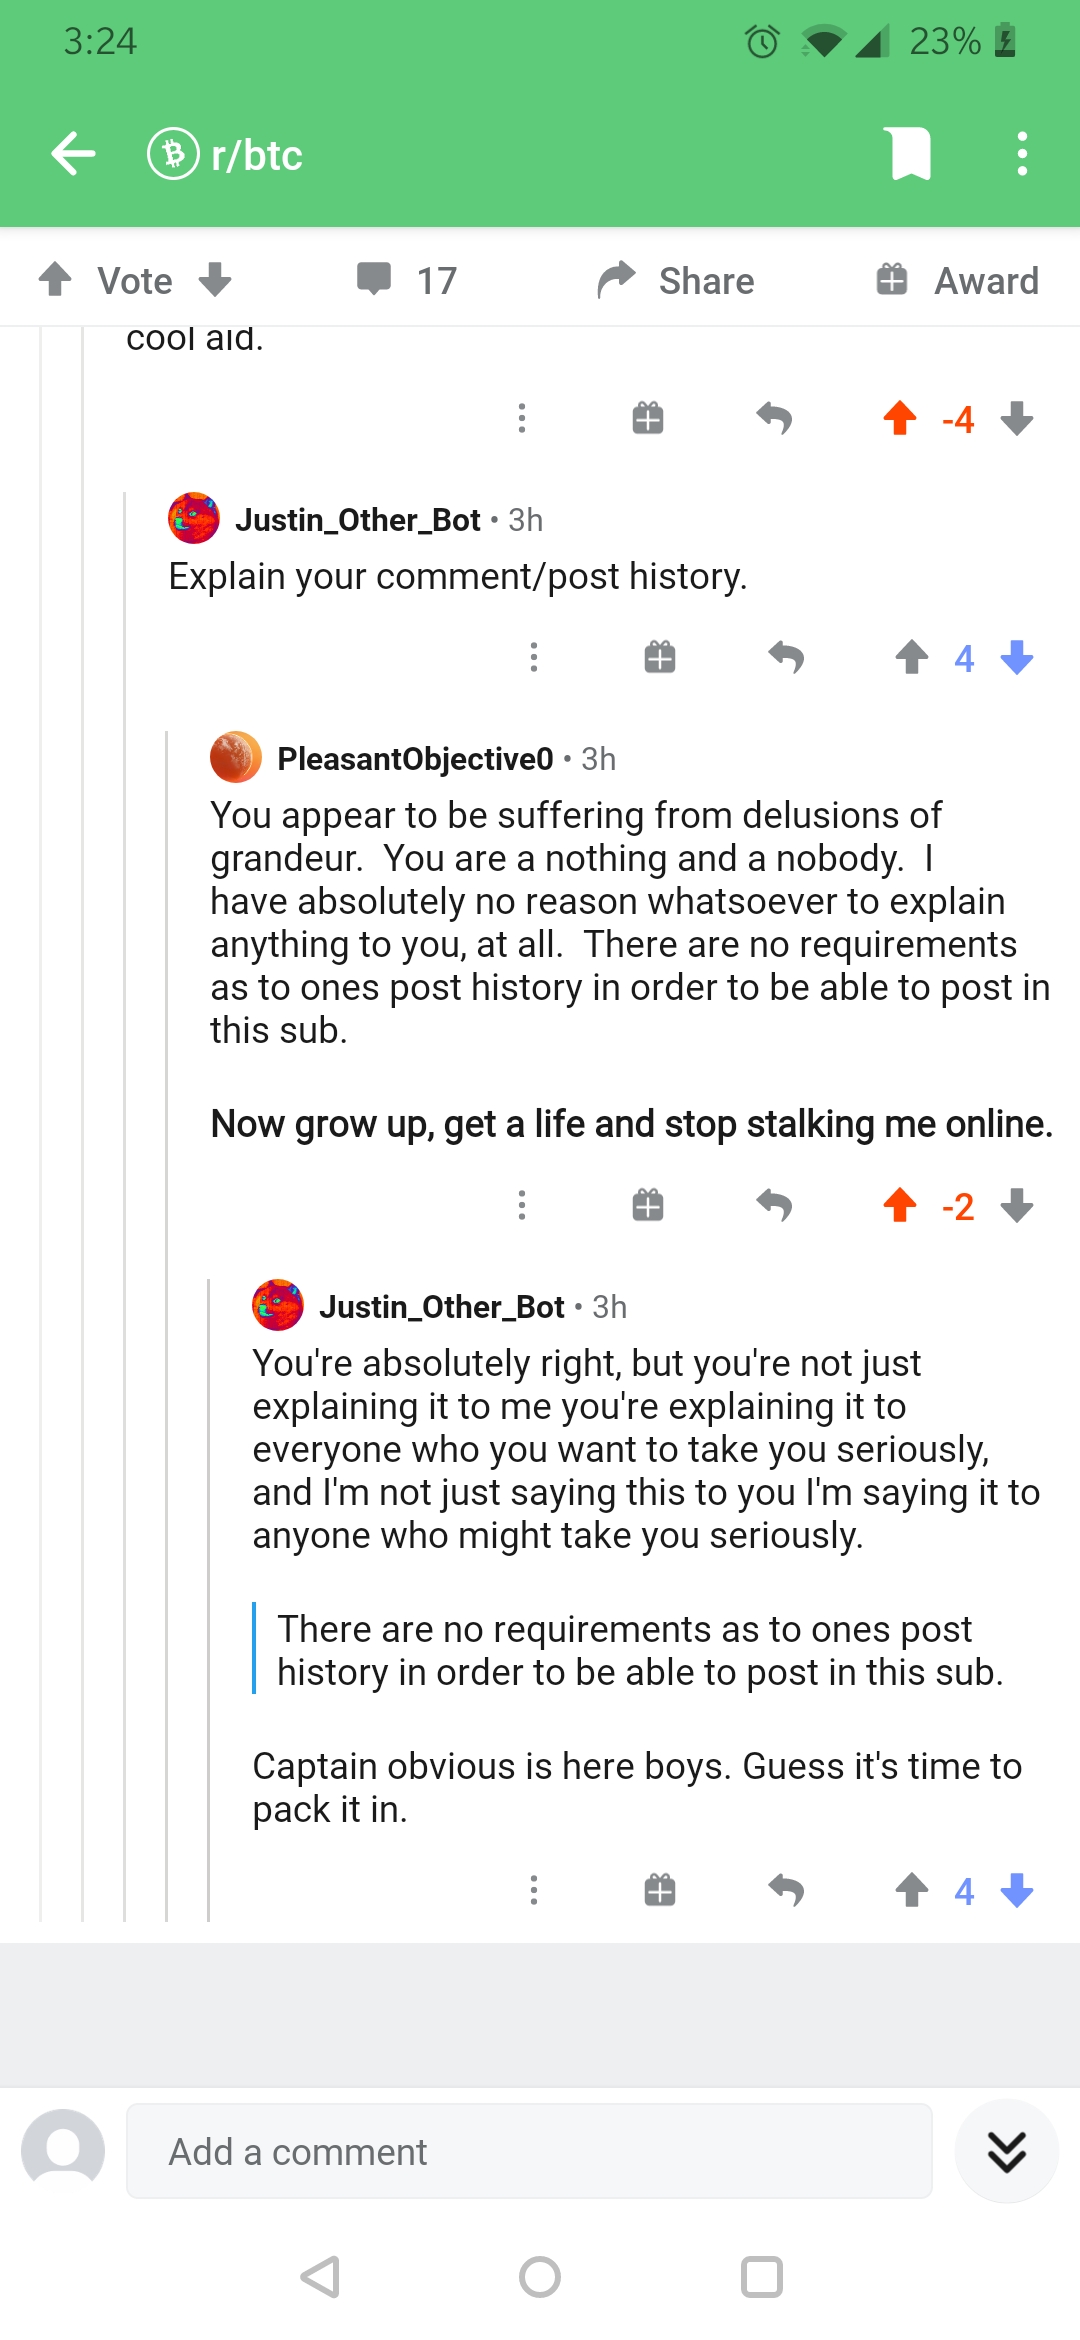 3:24
23%
r/btc
Vote
17
Share
Award
cool aid.
-4
Justin_Other_Bot • 3h
Explain your comment/post history.
4
PleasantObjective0 • 3h
You appear to be suffering from delusions of
grandeur.  You are a nothing and a nobody.  I
have absolutely no reason whatsoever to explain
anything to you, at all.  There are no requirements
as to ones post history in order to be able to post in
this sub.
Now grow up, get a life and stop stalking me online.
-2
Justin_Other_Bot • 3h
You're absolutely right, but you're not just
explaining it to me you're explaining it to
everyone who you want to take you seriously,
and I'm not just saying this to you I'm saying it to
anyone who might take you seriously.
There are no requirements as to ones post
history in order to be able to post in this sub.
Captain obvious is here boys. Guess it's time to
pack it in.
4
Add a comment